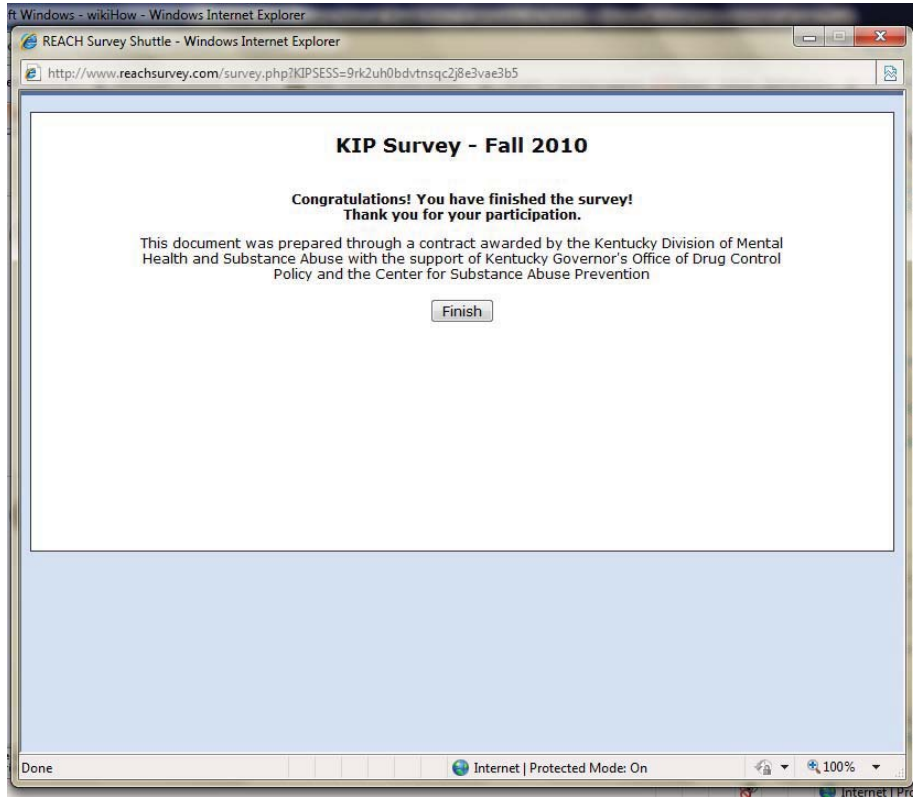 ft Windows - wikiHow - Windows Internet Explorer
REACH Survey Shuttle - Windows Internet Explorer
http://www.reachsurvey.com/survey.php?KIPSESS=9rk2uh0bdvtnsqc2j8e3vae3b5
KIP Survey - Fall 2010
Congratulations! You have finished the survey!
Thank you for your participation.
This document was prepared through a contract awarded by the Kentucky Division of Mental
Health and Substance Abuse with the support of Kentucky Governor's Office of Drug Control
Policy and the Center for Substance Abuse Prevention
Finish
Done
Internet | Protected Mode: On
100%
Internet | Pro